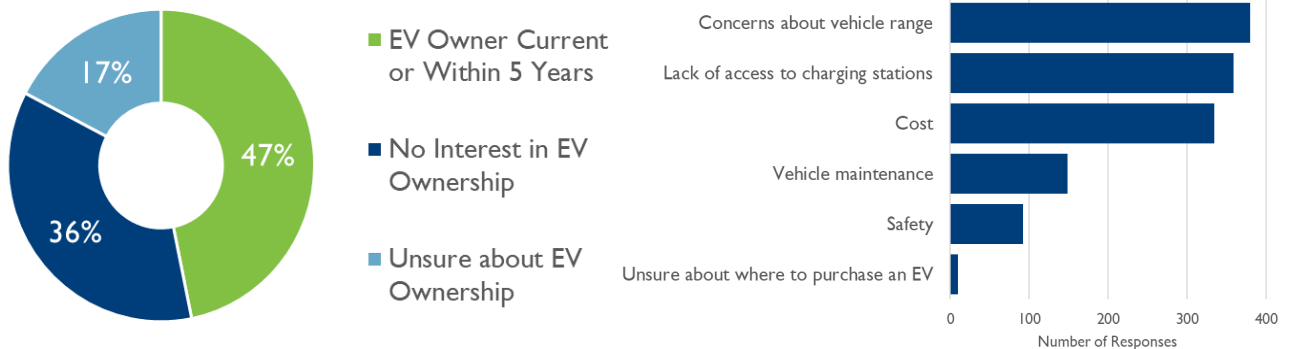 17%
47%
36%
EV Owner Current
or Within 5 Years
No Interest in EV
Ownership
Unsure about EV
Ownership
Concerns about vehicle range
Lack of access to charging stations
Cost
Vehicle maintenance
Safety
Unsure about where to purchase an EV
0 100 200 300 400
Number of Responses